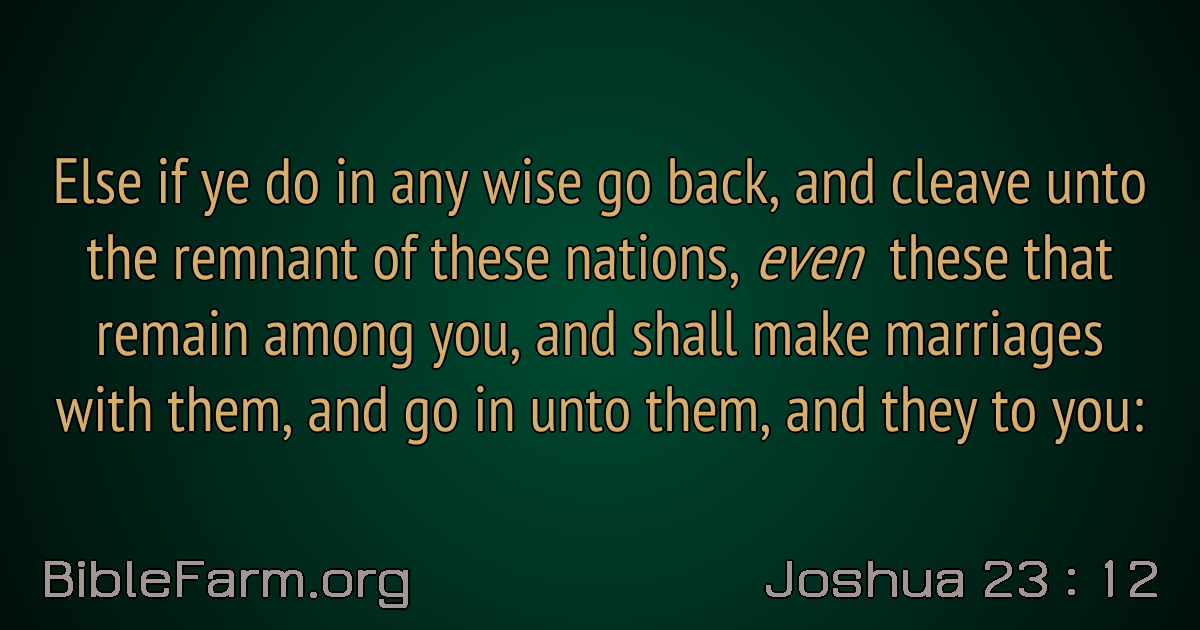 Else if ye do in any wise go back, and cleave unto
the remnant of these nations, even these that
remain among you, and shall make marriages
with them, and go in unto them, and they to you:
BibleFarm.org
Joshua 23 : 12